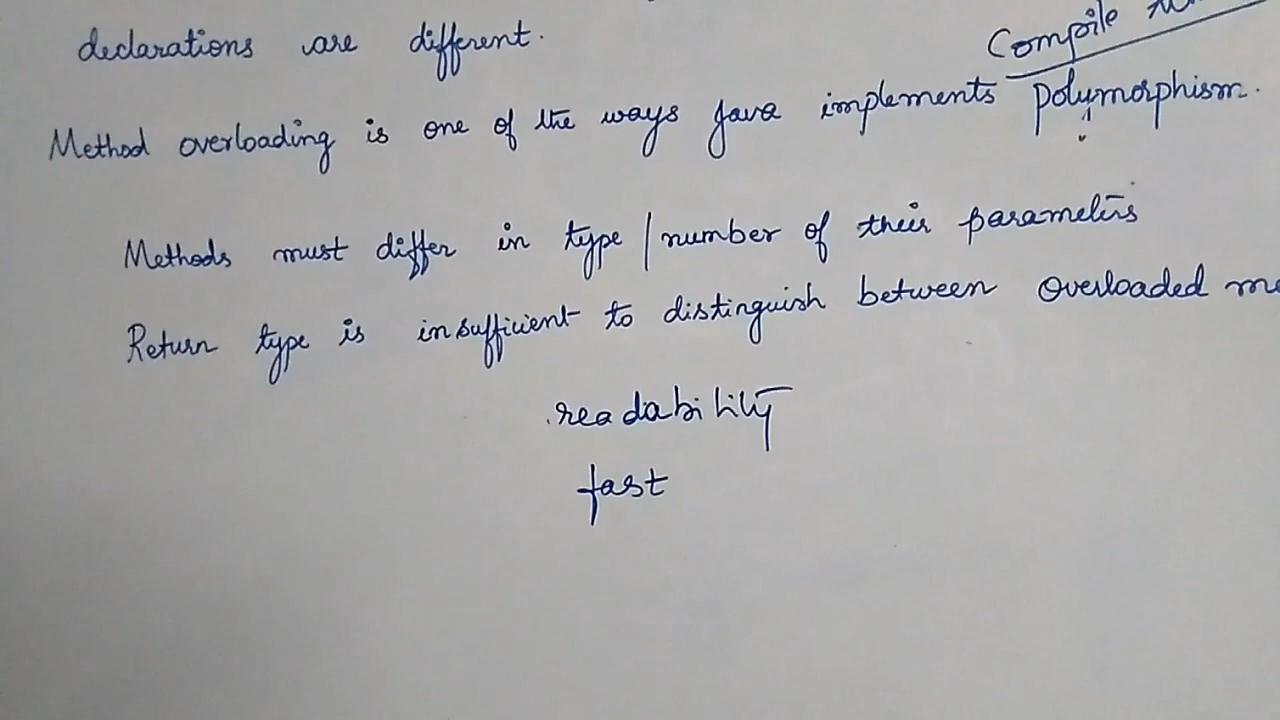 declarations are different.
Compile
Method overloading is one of the ways Java implements polymorphism.
Methods must differ in type / number of their parameters
Return type is insufficient to distinguish between overloaded me
readability
fast